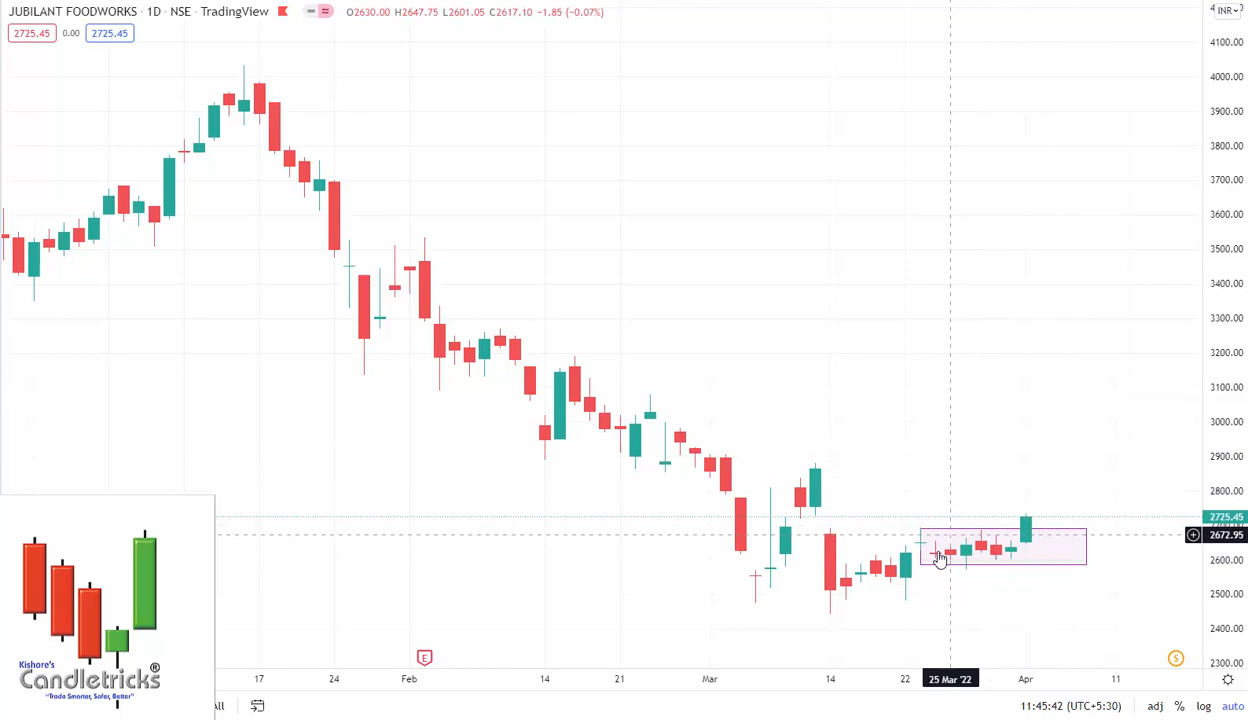 JUBILANT FOODWORKS · 1D · NSE · TradingView O2630.00 H2647.75 L2601.05 C2617.10 −1.85 (−0.07%)
INR
2725.45 0.00 2725.45
4100.00
4000.00
3900.00
3800.00
3700.00
3600.00
3500.00
3400.00
3300.00
3200.00
3100.00
3000.00
2900.00
2800.00
2725.45
2672.95
2600.00
2500.00
2400.00
2300.00
E
S
17 24 Feb 14 21 Mar 14 22 25 Mar '22 Apr 11
Kishore's
Candletricks®
"Trade Smarter, Safer, Better"
All 11:45:42 (UTC+5:30) adj % log auto